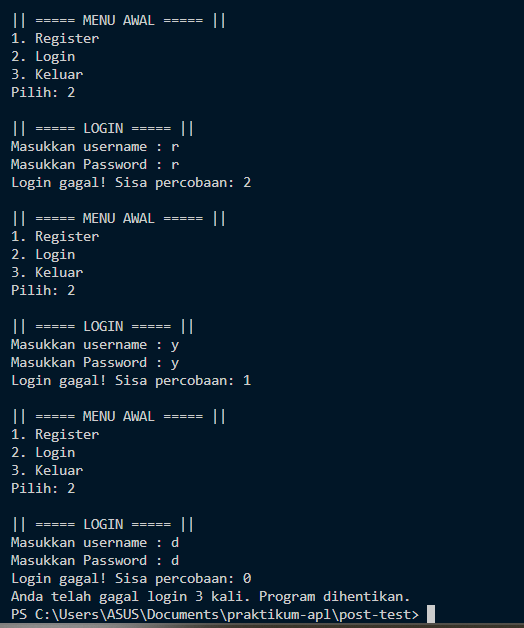 || ===== MENU AWAL ===== ||
1. Register
2. Login
3. Keluar
Pilih: 2
|| ===== LOGIN ===== ||
Masukkan username : r
Masukkan Password : r
Login gagal! Sisa percobaan: 2
|| ===== MENU AWAL ===== ||
1. Register
2. Login
3. Keluar
Pilih: 2
|| ===== LOGIN ===== ||
Masukkan username : y
Masukkan Password : y
Login gagal! Sisa percobaan: 1
|| ===== MENU AWAL ===== ||
1. Register
2. Login
3. Keluar
Pilih: 2
|| ===== LOGIN ===== ||
Masukkan username : d
Masukkan Password : d
Login gagal! Sisa percobaan: 0
Anda telah gagal login 3 kali. Program dihentikan.
PS C:\Users\ASUS\Documents\praktikum-apl\post-test>